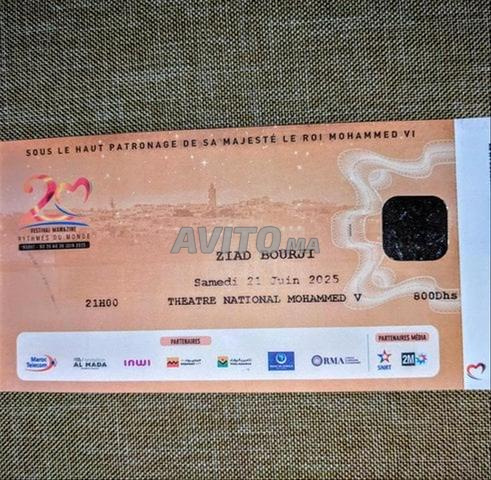 SOUS LE HAUT PATRONAGE DE SA MAJESTÉ LE ROI MOHAMMED VI
20
FESTIVAL MAWAZINE
RYTHMES DU MONDE
AVITO.MA
ZIAD BOURJI
Samedi 21 Juin 2025
21H00 THEATRE NATIONAL MOHAMMED V 800Dhs
PARTENAIRES
PARTENAIRES MÉDIA
Maroc Telecom
Fondation AL MADA
inwi
RMA
SNRT
2M